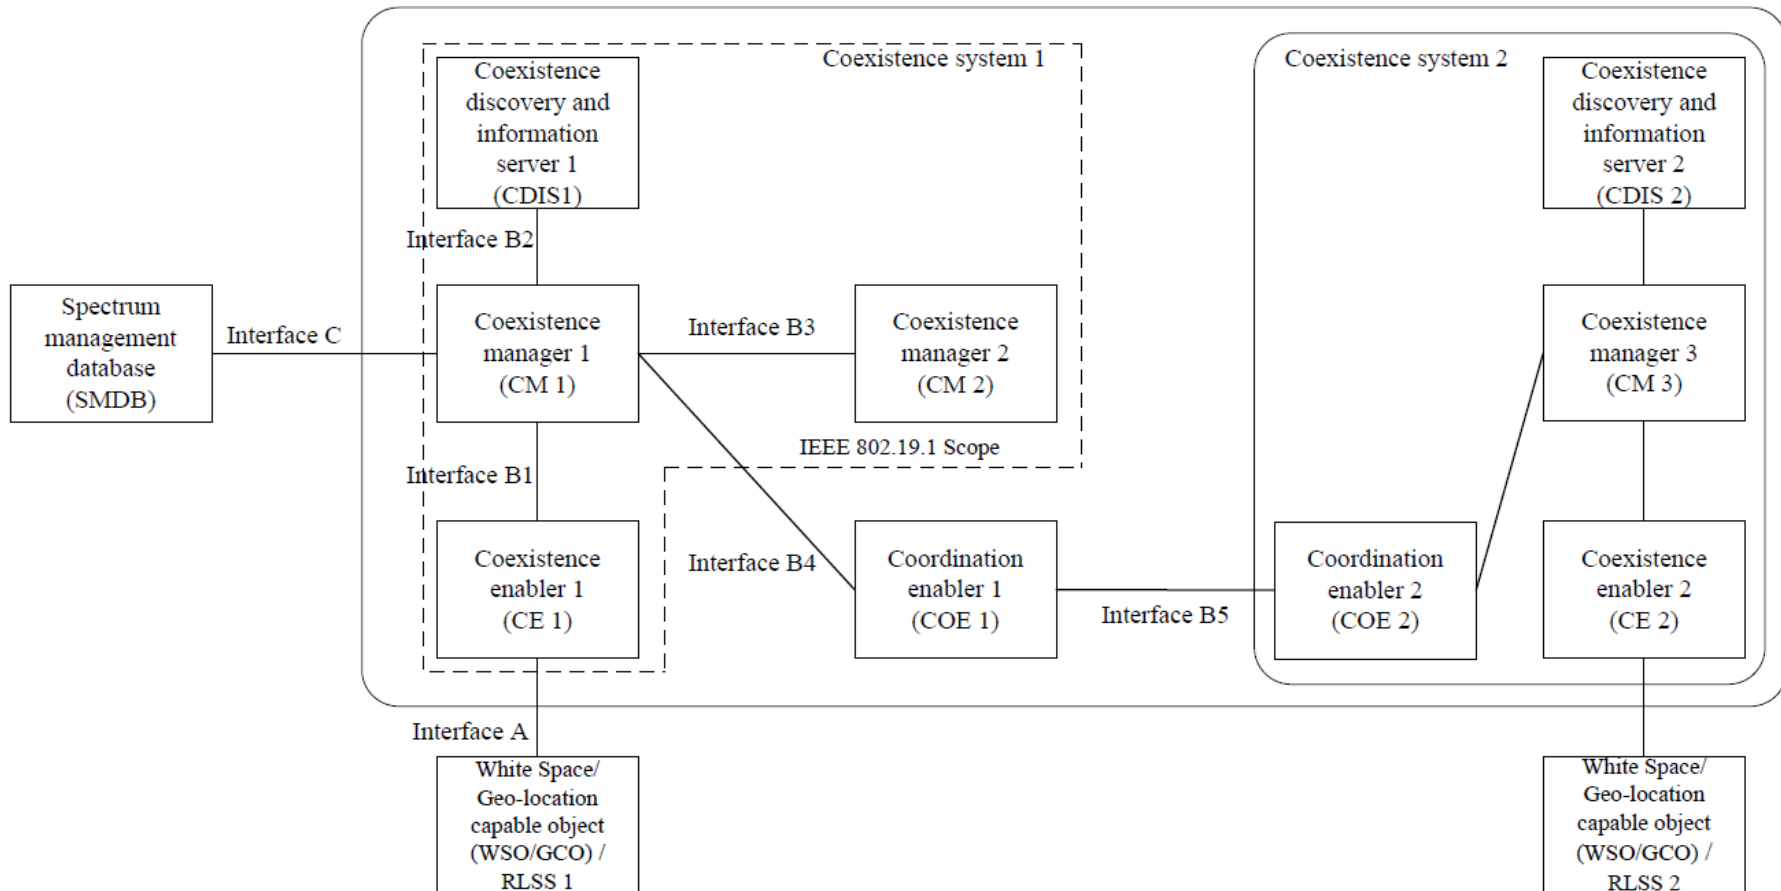 Coexistence system 1
Coexistence system 2
Coexistence
discovery and
information
server 1
(CDIS1)
Coexistence
discovery and
information
server 2
(CDIS 2)
Interface B2
Spectrum
management
database
(SMDB)
Interface C
Coexistence
manager 1
(CM 1)
Interface B3
Coexistence
manager 2
(CM 2)
Coexistence
manager 3
(CM 3)
IEEE 802.19.1 Scope
Interface B1
Coexistence
enabler 1
(CE 1)
Interface B4
Coordination
enabler 1
(COE 1)
Interface B5
Coordination
enabler 2
(COE 2)
Coexistence
enabler 2
(CE 2)
Interface A
White Space/
Geo-location
capable object
(WSO/GCO) /
RLSS 1
White Space/
Geo-location
capable object
(WSO/GCO) /
RLSS 2